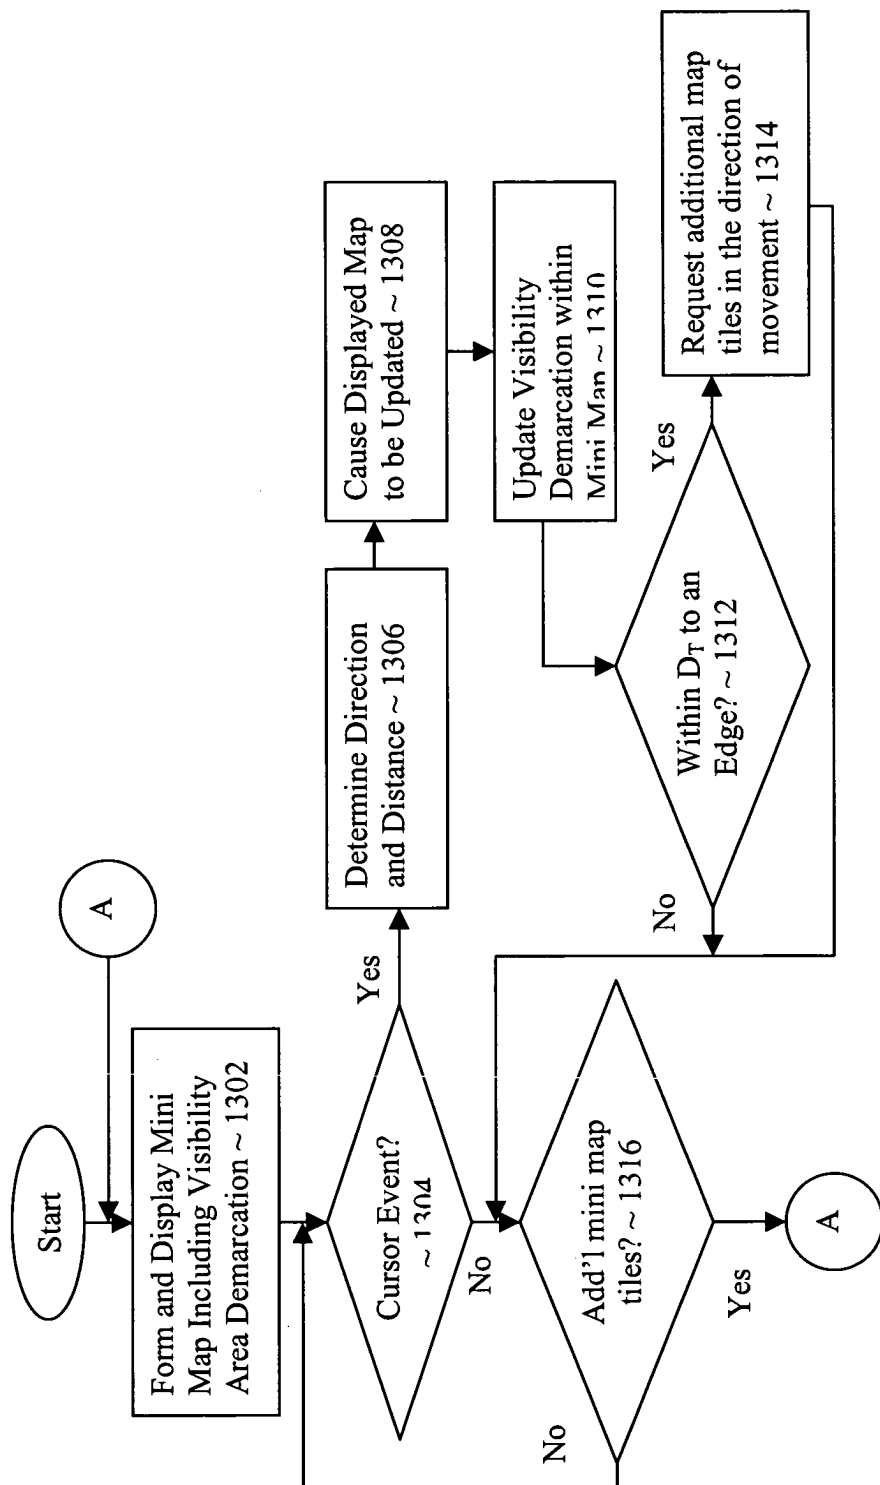 Start
A
Form and Display Mini
Map Including Visibility
Area Demarcation ~ 1302
Cursor Event?
~ 1304
Yes
No
Determine Direction
and Distance ~ 1306
Cause Displayed Map
to be Updated ~ 1308
Update Visibility
Demarcation within
Mini Map ~ 1310
Within DT to an
Edge? ~ 1312
Yes
No
Request additional map
tiles in the direction of
movement ~ 1314
Add'l mini map
tiles? ~ 1316
No
Yes
A